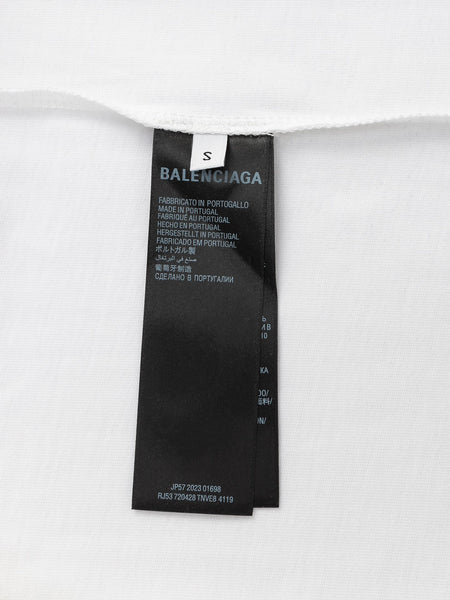 S
BALENCIAGA
FABBRICATO IN PORTOGALLO
MADE IN PORTUGAL
FABRIQUÉ AU PORTUGAL
HECHO EN PORTUGAL
HERGESTELLT IN PORTUGAL
FABRICADO EM PORTUGAL
ポルトガル製
صنع في البرتغال
葡萄牙制造
СДЕЛАНО В ПОРТУГАЛИИ
JP57 2023 01698
RJ53 720428 TNVE8 4119